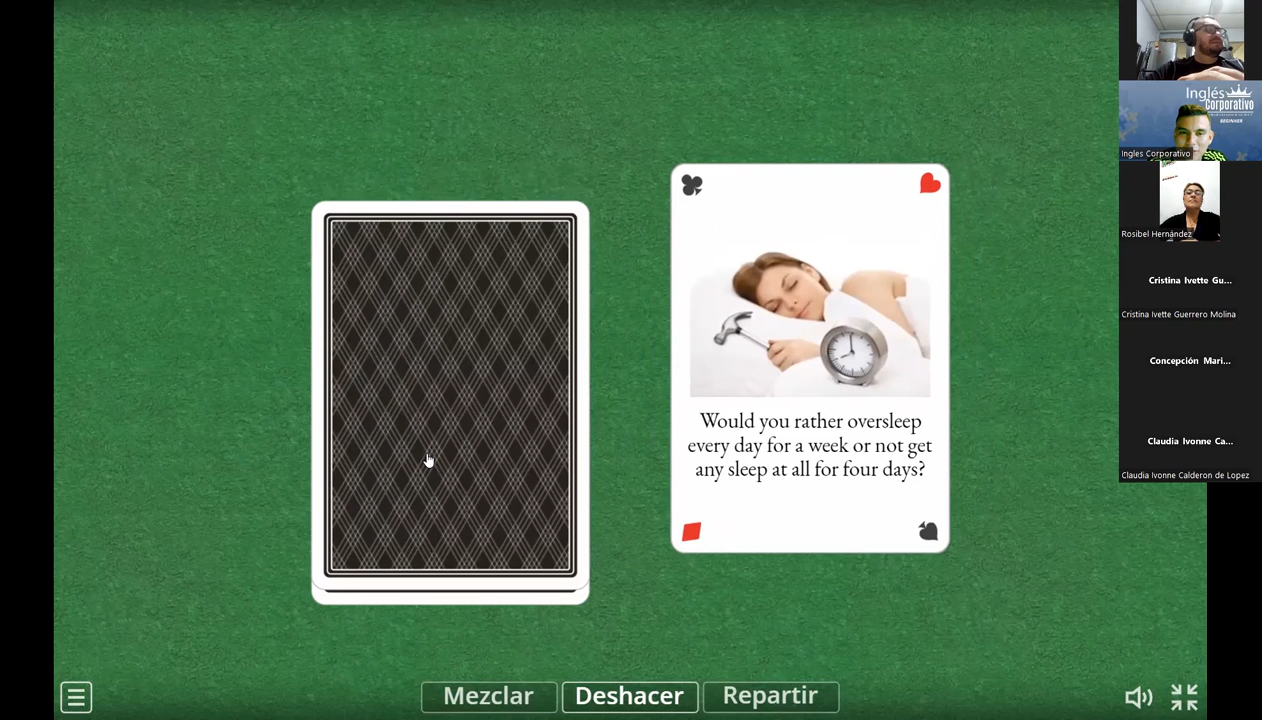 Would you rather oversleep
every day for a week or not get
any sleep at all for four days?
Mezclar
Deshacer
Repartir
Inglés
Corporativo
BEGINNER
Ingles Corporativo
Rosibel Hernández
Cristina Ivette Gu...
Cristina Ivette Guerrero Molina
Concepción Mari...
Claudia Ivonne Ca...
Claudia Ivonne Calderon de Lopez